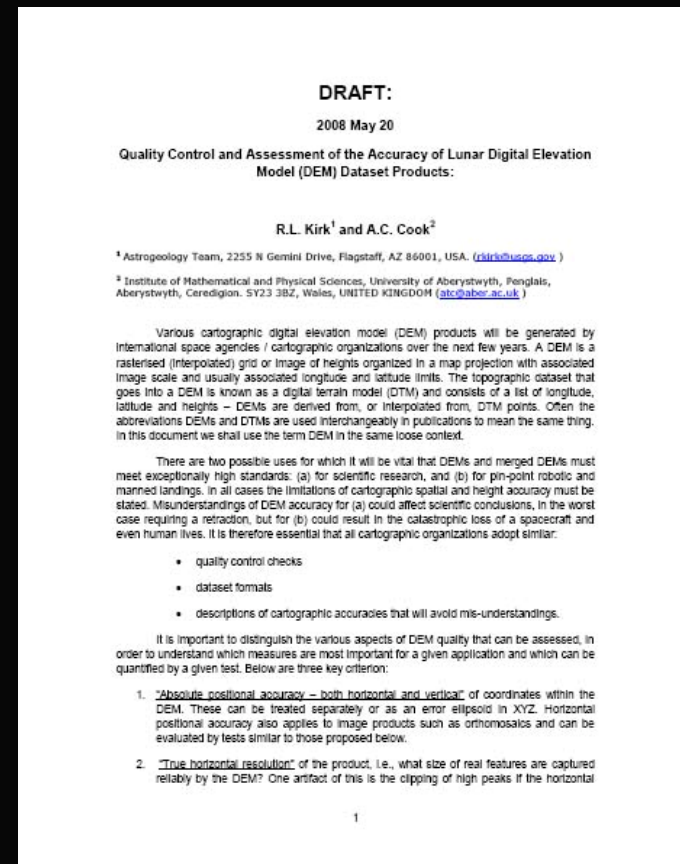 DRAFT:
2008 May 20
Quality Control and Assessment of the Accuracy of Lunar Digital Elevation
Model (DEM) Dataset Products:
R.L. Kirk¹ and A.C. Cook²
¹ Astrogeology Team, 2255 N Gemini Drive, Flagstaff, AZ 86001, USA. (rkirk@usgs.gov )
² Institute of Mathematical and Physical Sciences, University of Aberystwyth, Penglais,
Aberystwyth, Ceredigion. SY23 3BZ, Wales, UNITED KINGDOM (atc@aber.ac.uk )
Various cartographic digital elevation model (DEM) products will be generated by
international space agencies / cartographic organizations over the next few years. A DEM is a
rasterised (interpolated) grid or image of heights organized in a map projection with associated
image scale and usually associated longitude and latitude limits. The topographic dataset that
goes into a DEM is known as a digital terrain model (DTM) and consists of a list of longitude,
latitude and heights – DEMs are derived from, or interpolated from, DTM points. Often the
abbreviations DEMs and DTMs are used interchangeably in publications to mean the same thing.
In this document we shall use the term DEM in the same loose context.
There are two possible uses for which it will be vital that DEMs and merged DEMs must
meet exceptionally high standards: (a) for scientific research, and (b) for pin-point robotic and
manned landings. In all cases the limitations of cartographic spatial and height accuracy must be
stated. Misunderstandings of DEM accuracy for (a) could affect scientific conclusions, in the worst
case requiring a retraction, but for (b) could result in the catastrophic loss of a spacecraft and
even human lives. It is therefore essential that all cartographic organizations adopt similar:
• quality control checks
• dataset formats
• descriptions of cartographic accuracies that will avoid mis-understandings.
It is important to distinguish the various aspects of DEM quality that can be assessed, in
order to understand which measures are most important for a given application and which can be
quantified by a given test. Below are three key criterion:
1. "Absolute positional accuracy – both horizontal and vertical" of coordinates within the
DEM. These can be treated separately or as an error ellipsoid in XYZ. Horizontal
positional accuracy also applies to image products such as orthomosaics and can be
evaluated by tests similar to those proposed below.
2. "True horizontal resolution" of the product, i.e., what size of real features are captured
reliably by the DEM? One artifact of this is the clipping of high peaks if the horizontal
1